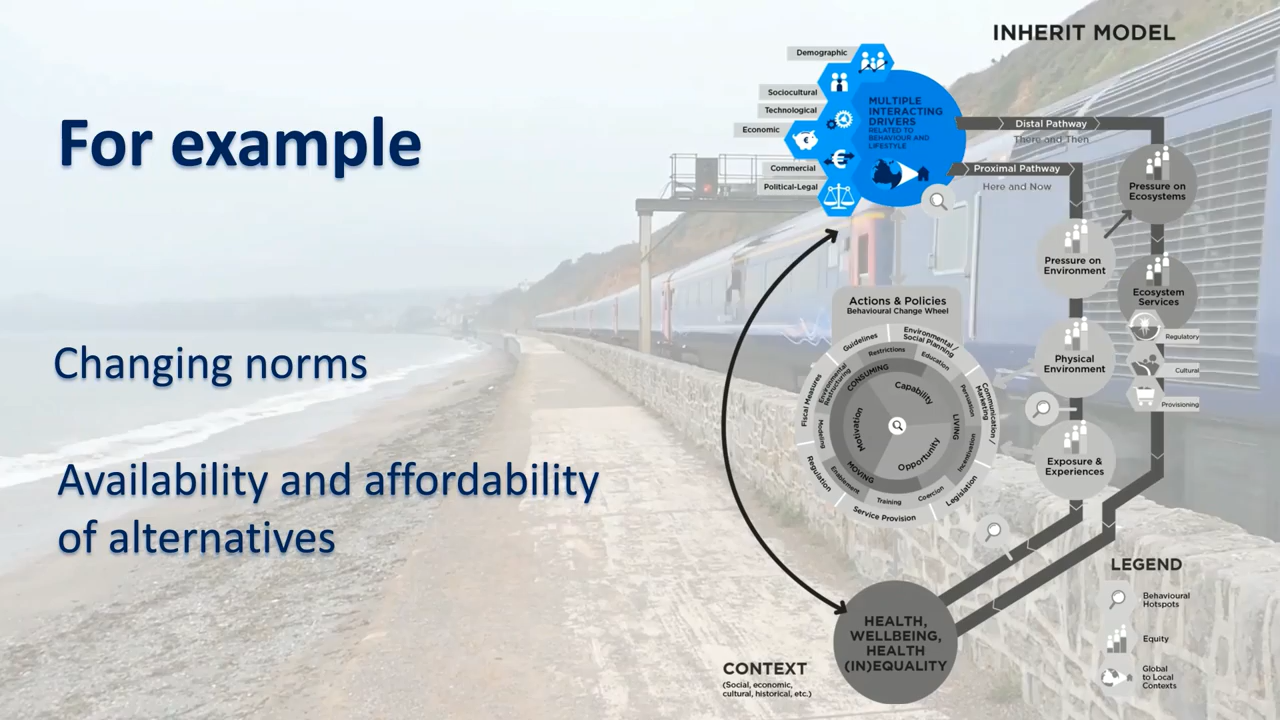 For example
Changing norms
Availability and affordability
of alternatives
INHERIT MODEL
Demographic
Sociocultural
Technological
Economic
Commercial
Political-Legal
MULTIPLE
INTERACTING
DRIVERS
RELATED TO
BEHAVIOUR AND
LIFESTYLE
Distal Pathway
There and Then
Proximal Pathway
Here and Now
Pressure on
Ecosystems
Pressure on
Environment
Ecosystem
Services
Regulatory
Cultural
Provisioning
Physical
Environment
Exposure &
Experiences
Actions & Policies
Behavioural Change Wheel
Guidelines
Environmental/
Social Planning
Communication/
Marketing
Legislation
Service Provision
Regulation
Fiscal Measures
Restrictions
Education
Persuation
Incentivation
Coercion
Training
Enablement
Modeling
Environmental
Restructuring
CONSUMING
LIVING
MOVING
Capability
Opportunity
Motivation
HEALTH,
WELLBEING,
HEALTH
(IN)EQUALITY
CONTEXT
(Social, economic,
cultural, historical, etc.)
LEGEND
Behavioural
Hotspots
Equity
Global
to Local
Contexts